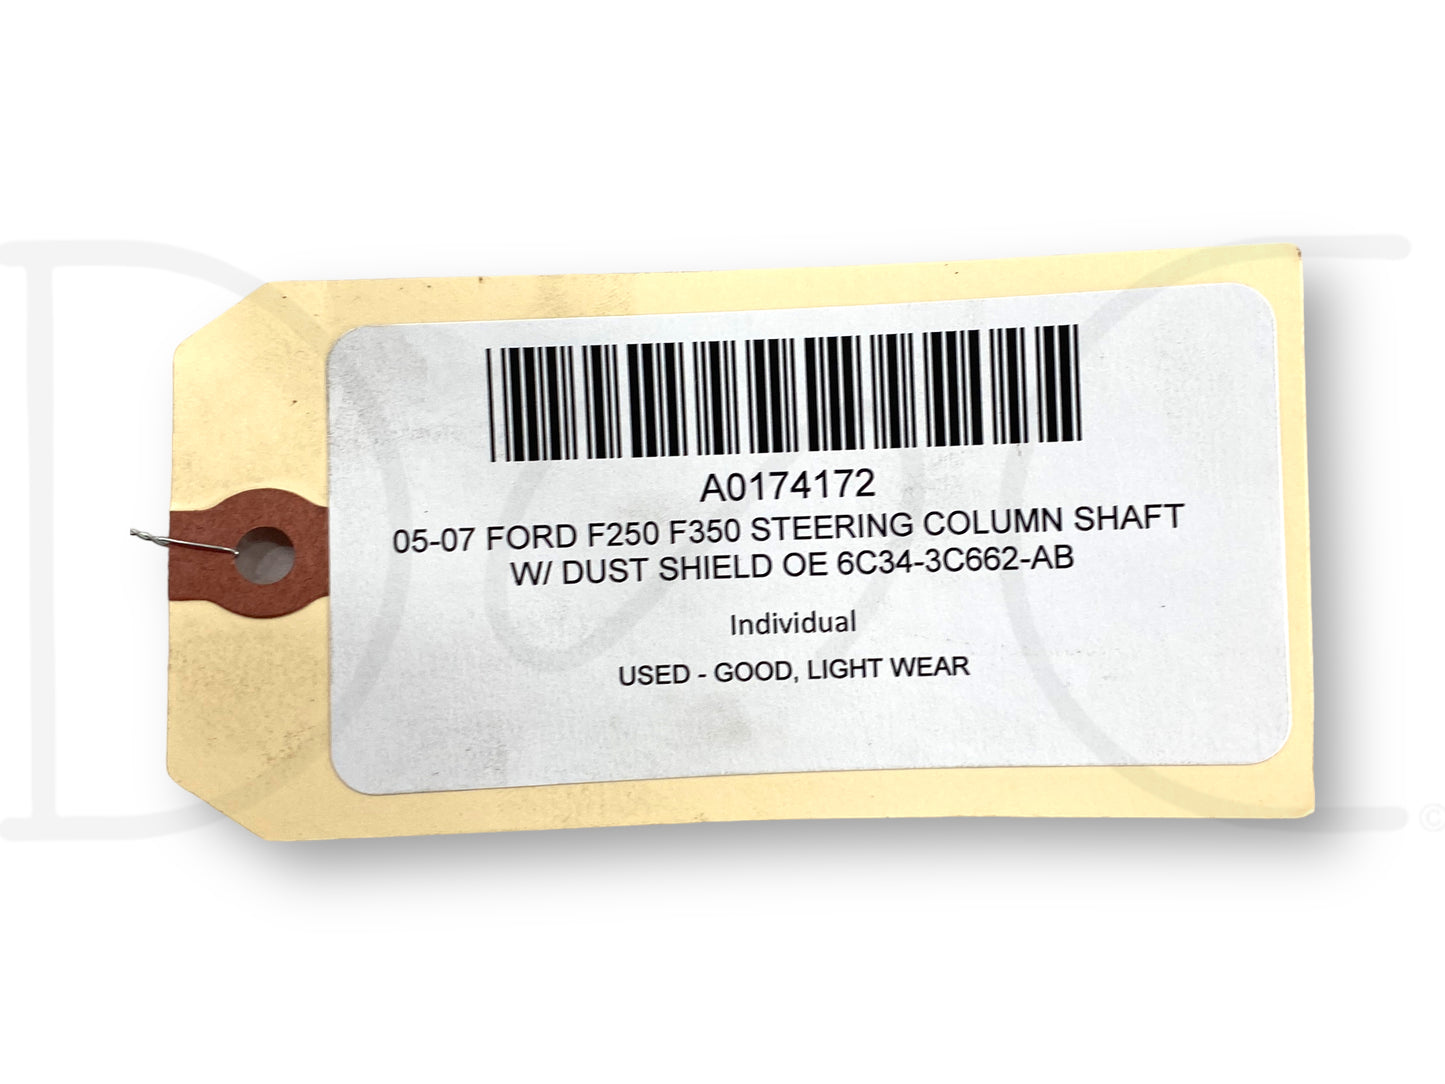 A0174172
05-07 FORD F250 F350 STEERING COLUMN SHAFT
W/ DUST SHIELD OE 6C34-3C662-AB
Individual
USED - GOOD, LIGHT WEAR
©